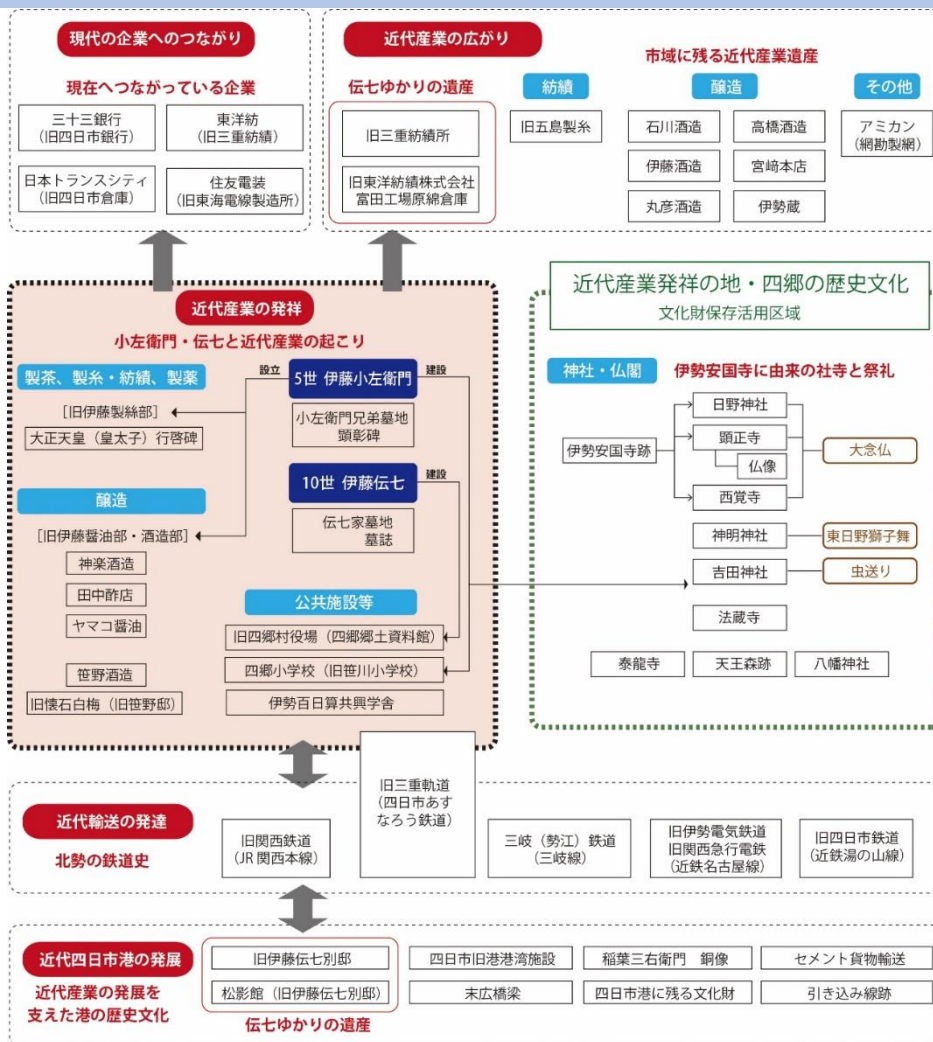 現代の企業へのつながり
現在へつながっている企業
三十三銀行
(旧四日市銀行)
東洋紡
(旧三重紡績)
日本トランスシティ
(旧四日市倉庫)
住友電装
(旧東海電線製造所)
近代産業の広がり
伝七ゆかりの遺産
旧三重紡績所
旧東洋紡績株式会社
富田工場原綿倉庫
市域に残る近代産業遺産
紡績
旧五島製糸
醸造
石川酒造
高橋酒造
伊藤酒造
宮﨑本店
丸彦酒造
伊勢蔵
その他
アミカン
(網勘製網)
近代産業の発祥
小左衛門・伝七と近代産業の起こり
製茶、製糸・紡績、製薬
[旧伊藤製絲部]
大正天皇（皇太子）行啓碑
設立
5世 伊藤小左衛門
建設
小左衛門兄弟墓地
顕彰碑
10世 伊藤伝七
建設
伝七家墓地
墓誌
醸造
[旧伊藤醤油部・酒造部]
神楽酒造
田中酢店
ヤマコ醤油
笹野酒造
旧懐石白梅（旧笹野邸）
公共施設等
旧四郷村役場（四郷郷土資料館）
四郷小学校（旧笹川小学校）
伊勢百日算共興学舎
近代産業発祥の地・四郷の歴史文化
文化財保存活用区域
神社・仏閣
伊勢安国寺に由来の社寺と祭礼
伊勢安国寺跡
日野神社
顕正寺
仏像
西覚寺
大念仏
神明神社
東日野獅子舞
吉田神社
虫送り
法蔵寺
泰龍寺
天王森跡
八幡神社
近代輸送の発達
北勢の鉄道史
旧関西鉄道
(JR関西本線)
旧三重軌道
(四日市あす
なろう鉄道)
三岐（勢江）鉄道
(三岐線)
旧伊勢電気鉄道
旧関西急行電鉄
(近鉄名古屋線)
旧四日市鉄道
(近鉄湯の山線)
近代四日市港の発展
近代産業の発展を
支えた港の歴史文化
旧伊藤伝七別邸
松影館（旧伊藤伝七別邸）
伝七ゆかりの遺産
四日市旧港港湾施設
末広橋梁
稲葉三右衛門　銅像
四日市港に残る文化財
セメント貨物輸送
引き込み線跡